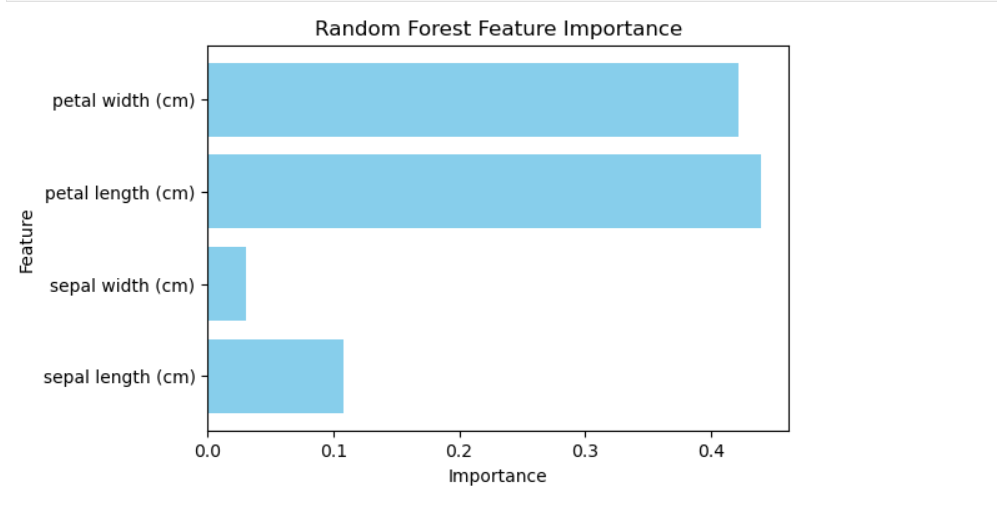 Random Forest Feature Importance
petal width (cm)
petal length (cm)
sepal width (cm)
sepal length (cm)
Feature
0.0 0.1 0.2 0.3 0.4
Importance